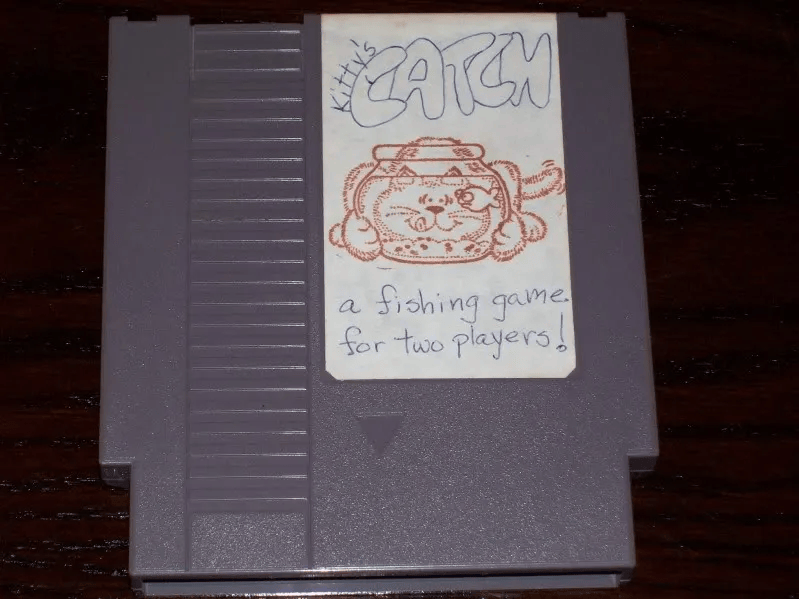 Kitty's
CATCH
a fishing game
for two players!